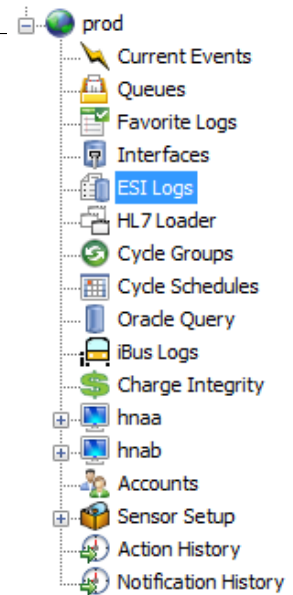 prod
Current Events
Queues
Favorite Logs
Interfaces
ESI Logs
HL7 Loader
Cycle Groups
Cycle Schedules
Oracle Query
iBus Logs
Charge Integrity
hnaa
hnab
Accounts
Sensor Setup
Action History
Notification History